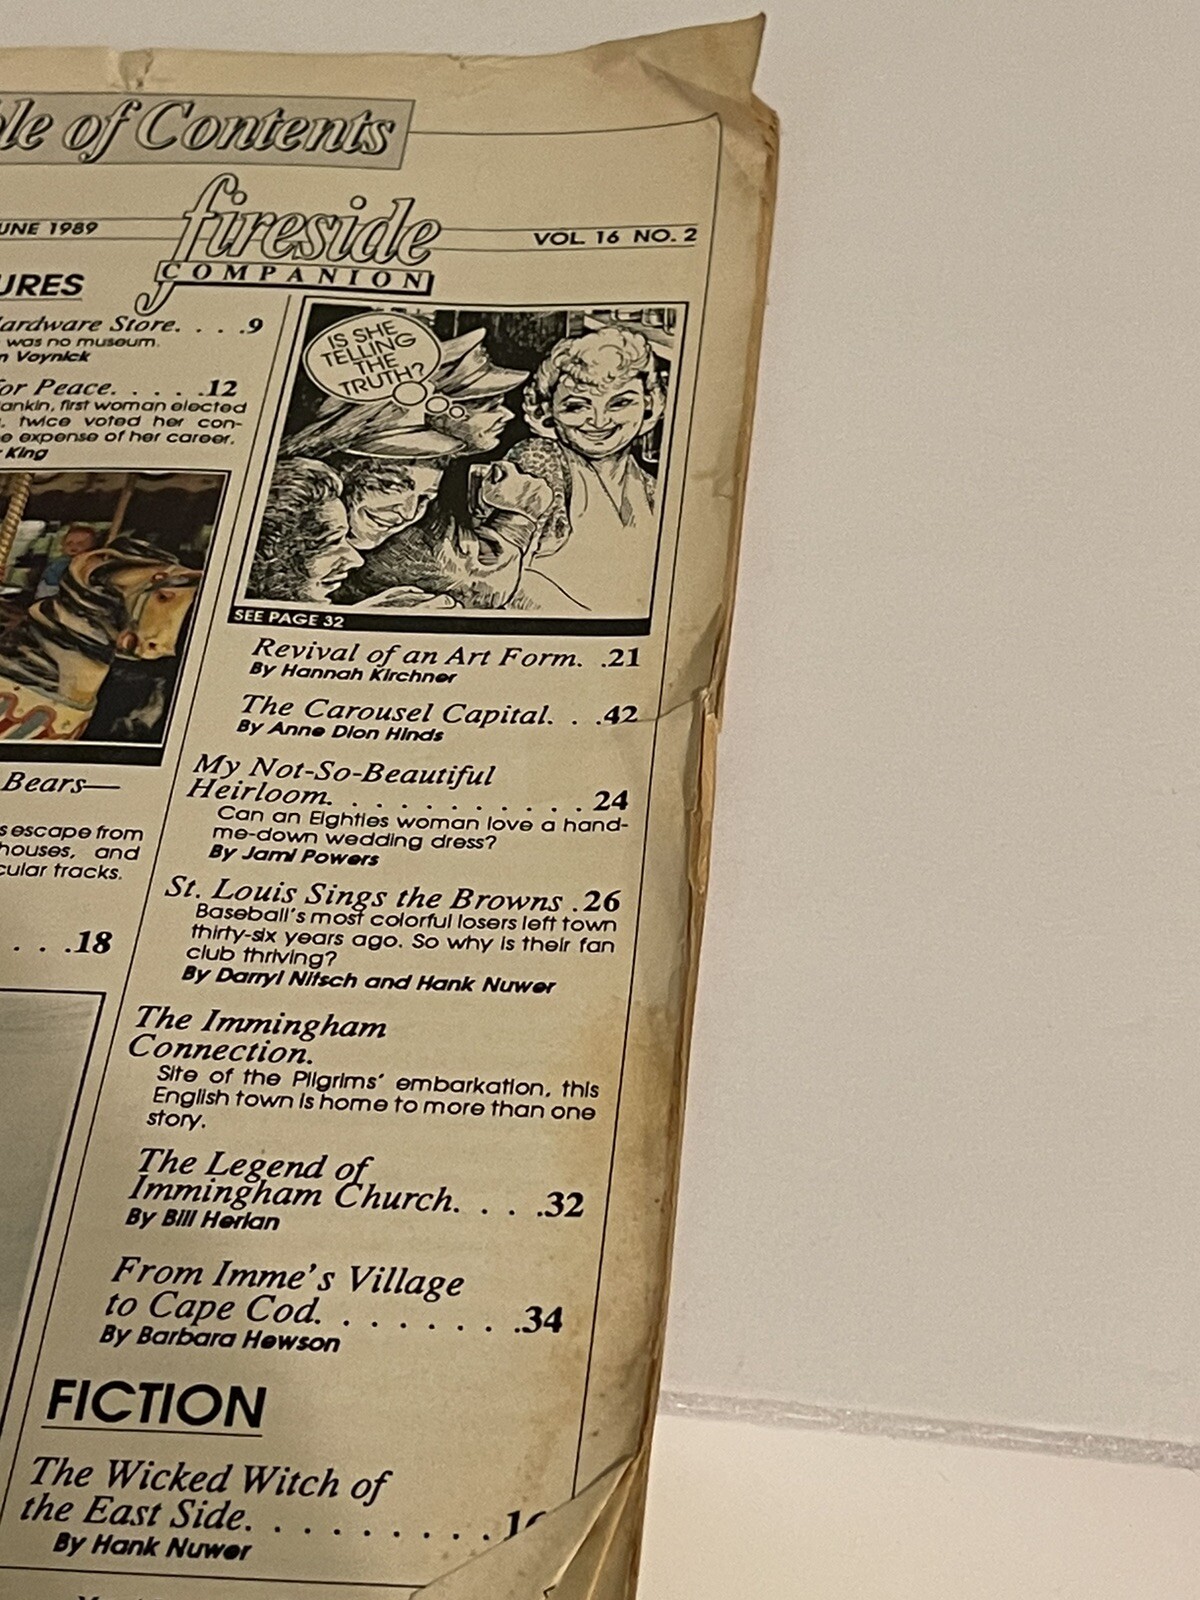 of Contents
1989
fireside
COMPANION
VOL. 16 NO. 2
Hardware Store. . . .9
was no museum.
Voynick
for Peace. . . . . .12
first woman elected
twice voted her con-
expense of her career.
King
IS SHE
TELLING
THE
TRUTH?
SEE PAGE 32
Bears—
escape from
houses, and
tracks.
. . .18
Revival of an Art Form. .21
By Hannah Kirchner
The Carousel Capital. . .42
By Anne Dion Hinds
My Not-So-Beautiful
Heirloom. . . . . . . . . . . 24
Can an Eighties woman love a hand-
me-down wedding dress?
By Jami Powers
St. Louis Sings the Browns .26
Baseball's most colorful losers left town
thirty-six years ago. So why is their fan
club thriving?
By Darryl Nitsch and Hank Nuwer
The Immingham
Connection.
Site of the Pilgrims' embarkation, this
English town is home to more than one
story.
The Legend of
Immingham Church. . . .32
By Bill Herlan
From Imme's Village
to Cape Cod. . . . . . . .34
By Barbara Hewson
FICTION
The Wicked Witch of
the East Side. . . . . . . . . .
By Hank Nuwer